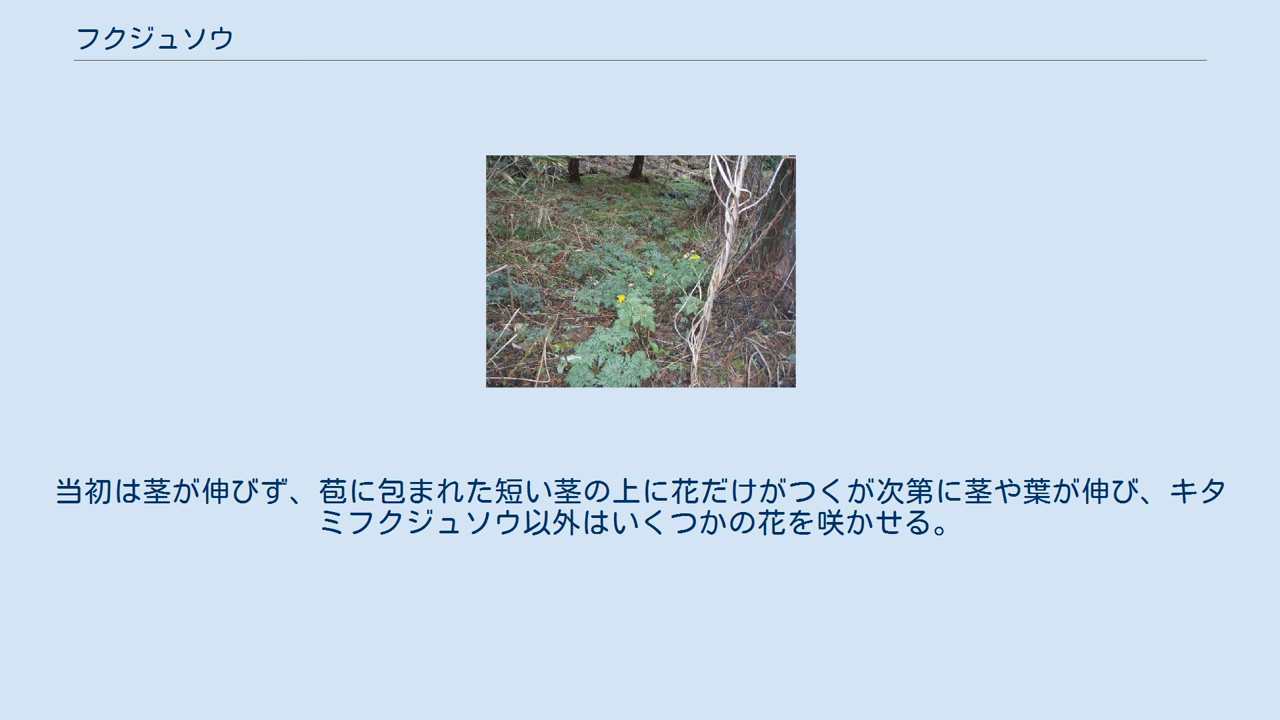 フクジュソウ
当初は茎が伸びず、苞に包まれた短い茎の上に花だけがつくが次第に茎や葉が伸び、キタ
ミフクジュソウ以外はいくつかの花を咲かせる。